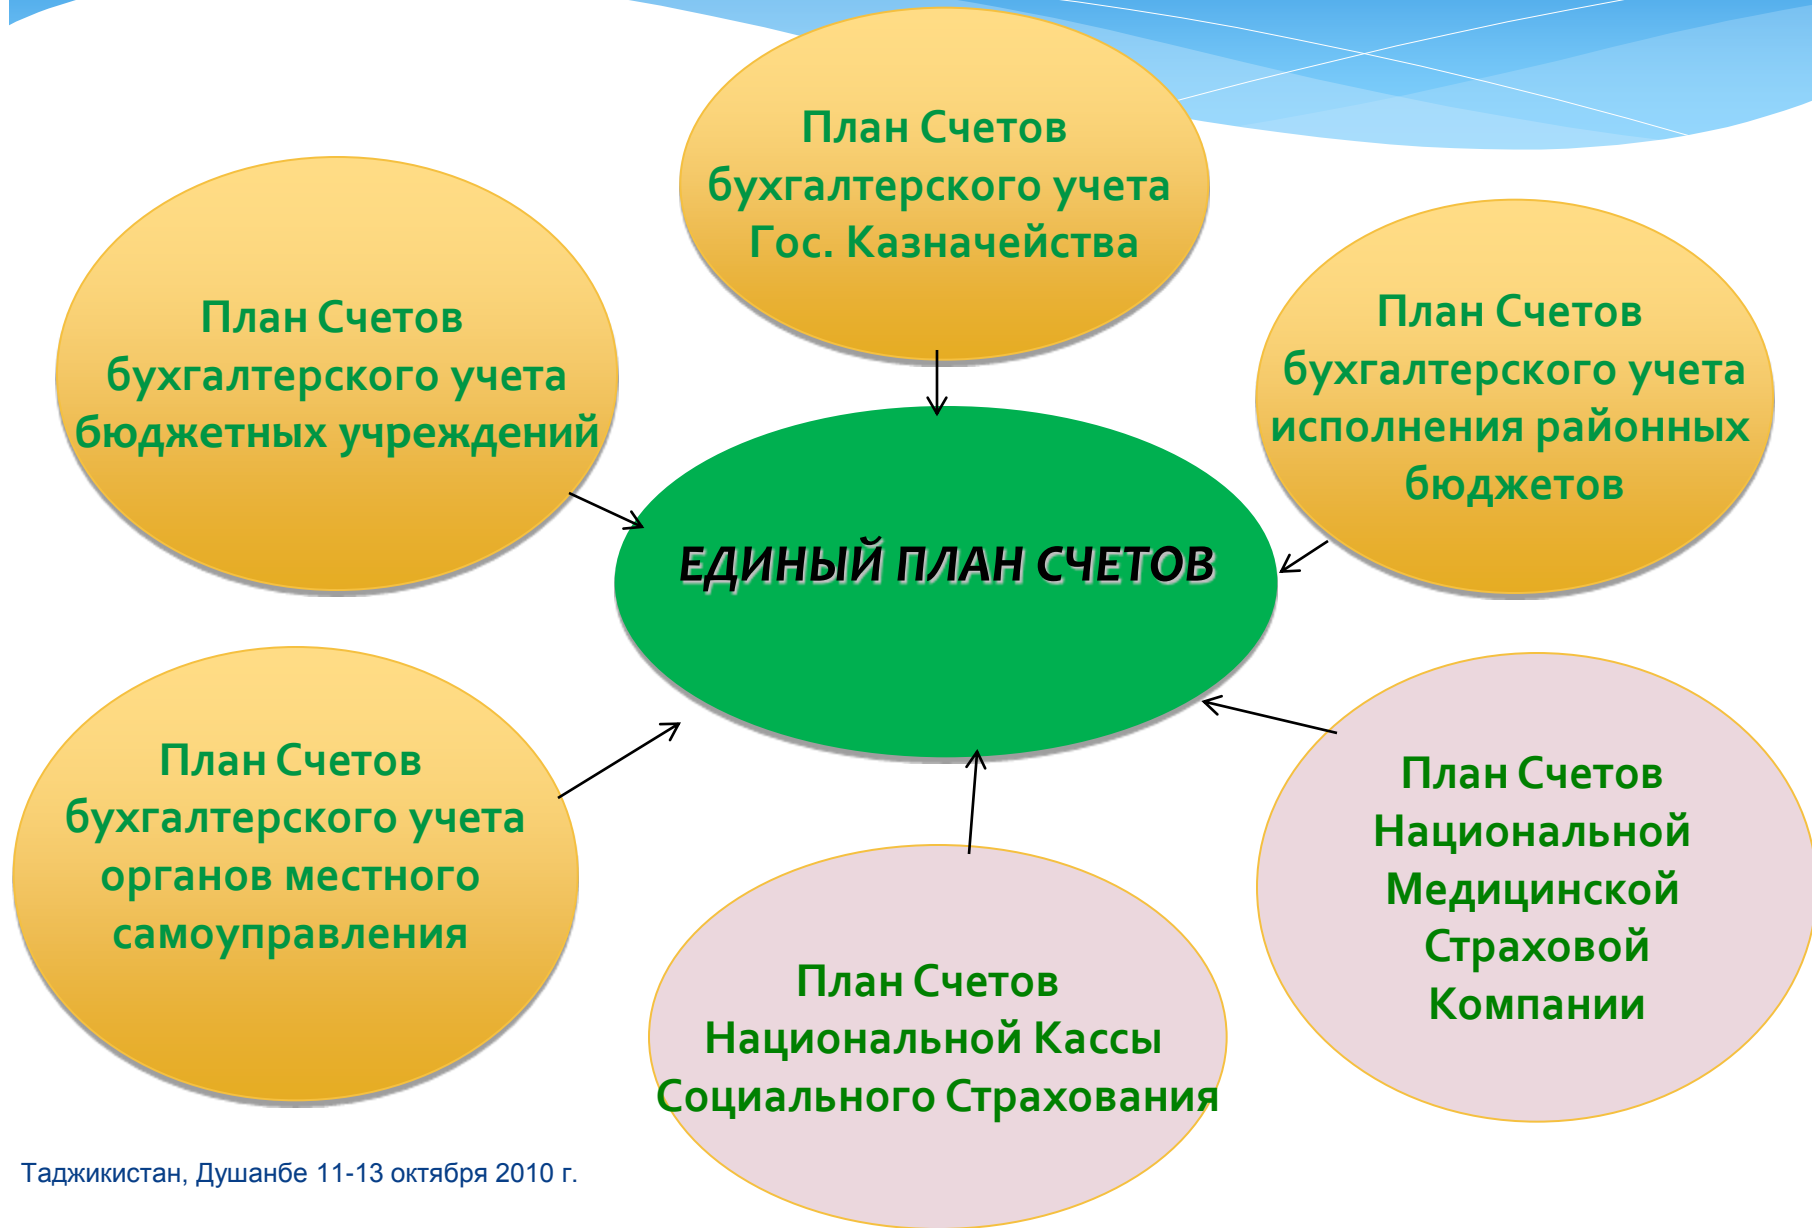 План Счетов
бухгалтерского учета
Гос. Казначейства
План Счетов
бухгалтерского учета
бюджетных учреждений
План Счетов
бухгалтерского учета
исполнения районных
бюджетов
ЕДИНЫЙ ПЛАН СЧЕТОВ
План Счетов
бухгалтерского учета
органов местного
самоуправления
План Счетов
Национальной Кассы
Социального Страхования
План Счетов
Национальной
Медицинской
Страховой
Компании
Таджикистан, Душанбе 11-13 октября 2010 г.